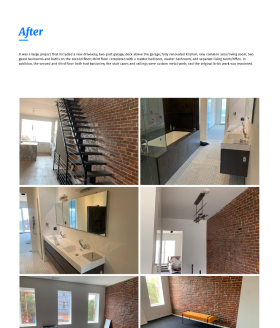 After
It was a large project that included a new driveway, two-port garage, deck above the garage, fully renovated kitchen, very common area/living room; two
guest bedrooms and baths on the second floor; third floor completed with a master bedroom, master bathroom, and separate living room/office. In
addition, the second and third floor both had balconies; the stair cases and railings were custom metal work; and the original brick work was repointed.